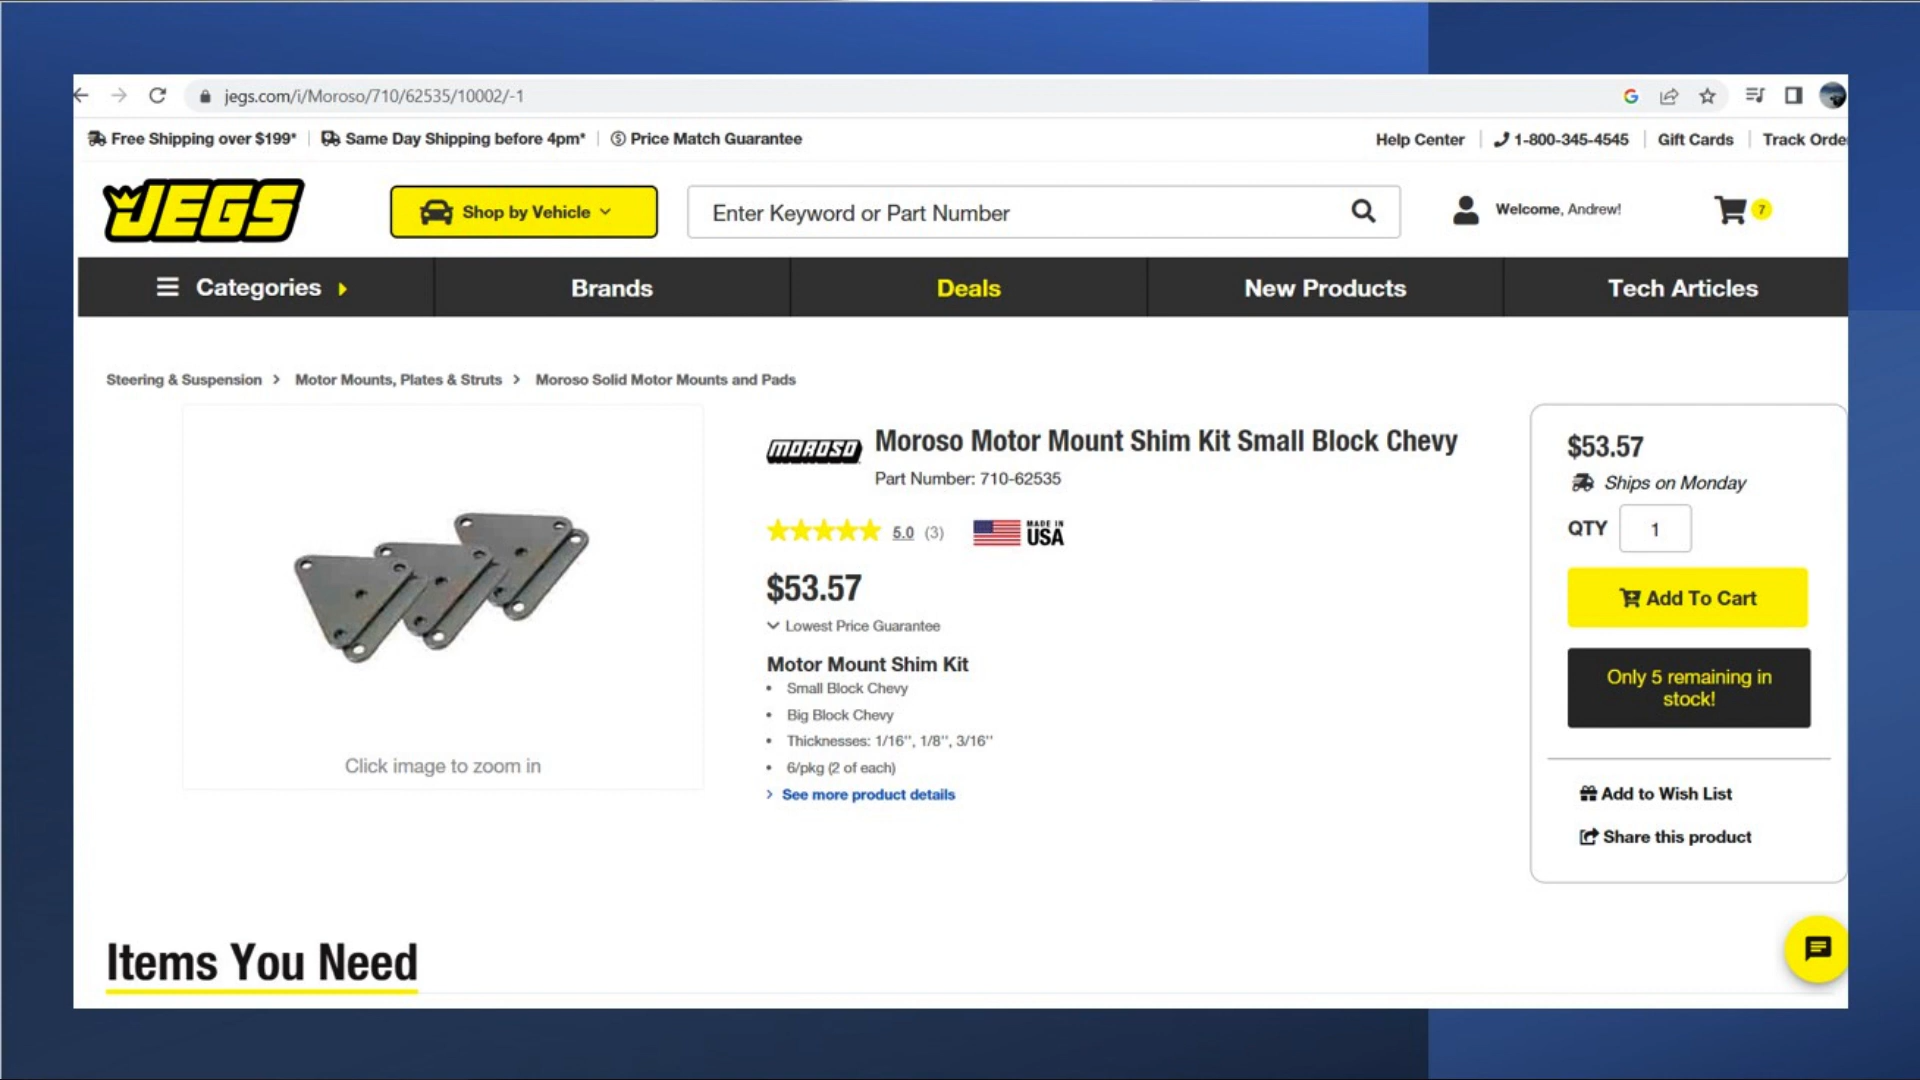 jegs.com/i/Moroso/710/62535/10002/-1
Free Shipping over $199* | Same Day Shipping before 4pm* | Price Match Guarantee
Help Center | 1-800-345-4545 | Gift Cards | Track Orde
JEGS
Shop by Vehicle
Enter Keyword or Part Number
Welcome, Andrew!
7
Categories
Brands
Deals
New Products
Tech Articles
Steering & Suspension > Motor Mounts, Plates & Struts > Moroso Solid Motor Mounts and Pads
Click image to zoom in
MOROSO
Moroso Motor Mount Shim Kit Small Block Chevy
Part Number: 710-62535
5.0 (3)
MADE IN
USA
$53.57
Lowest Price Guarantee
Motor Mount Shim Kit
• Small Block Chevy
• Big Block Chevy
• Thicknesses: 1/16'', 1/8'', 3/16''
• 6/pkg (2 of each)
> See more product details
$53.57
Ships on Monday
QTY 1
Add To Cart
Only 5 remaining in
stock!
Add to Wish List
Share this product
Items You Need